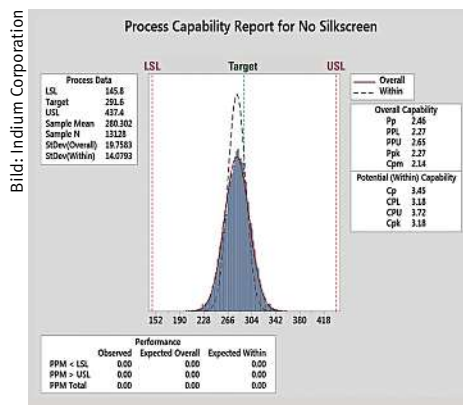 Bild: Indium Corporation
Process Capability Report for No Silkscreen
LSL Target USL
Process Data
LSL 145.8
Target 291.6
USL 437.4
Sample Mean 280.302
Sample N 13128
StDev(Overall) 19.7583
StDev(Within) 14.0793
Overall
Within
Overall Capability
Pp 2.46
PPL 2.27
PPU 2.65
Ppk 2.27
Cpm 2.14
Potential (Within) Capability
Cp 3.45
CPL 3.18
CPU 3.72
Cpk 3.18
152 190 228 266 304 342 380 418
Performance
Observed Expected Overall Expected Within
PPM < LSL 0.00 0.00 0.00
PPM > USL 0.00 0.00 0.00
PPM Total 0.00 0.00 0.00